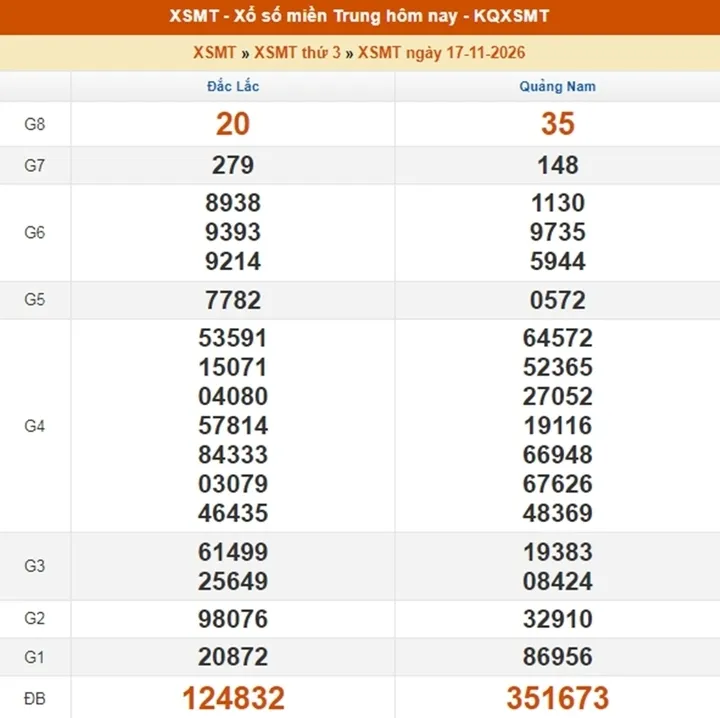 XSMT - Xổ số miền Trung hôm nay - KQXSMT
XSMT » XSMT thứ 3 » XSMT ngày 17-11-2026
Đắc Lắc Quảng Nam
G8 20 35
G7 279 148
8938 1130
G6 9393 9735
9214 5944
G5 7782 0572
53591 64572
15071 52365
04080 27052
G4 57814 19116
84333 66948
03079 67626
46435 48369
G3 61499 19383
25649 08424
G2 98076 32910
G1 20872 86956
ĐB 124832 351673